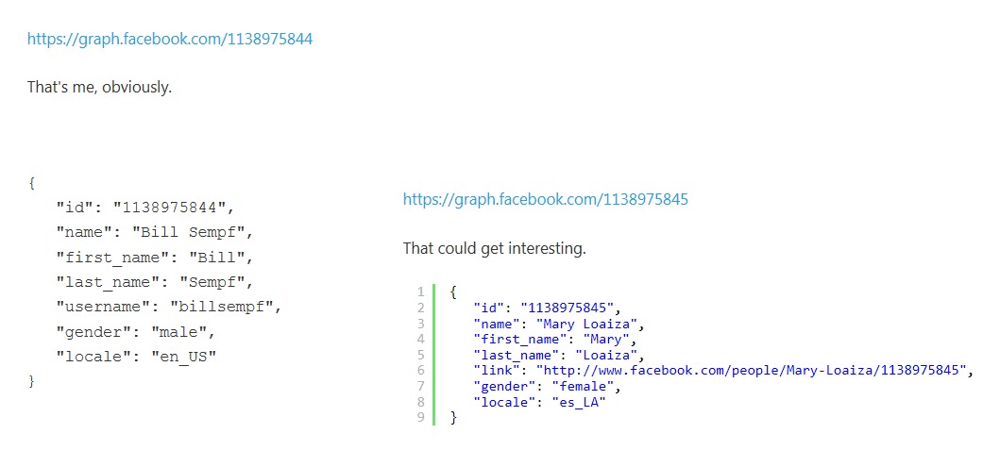 https://graph.facebook.com/1138975844
That's me, obviously.
{
"id": "1138975844",
"name": "Bill Sempf",
"first_name": "Bill",
"last_name": "Sempf",
"username": "billsempf",
"gender": "male",
"locale": "en_US"
}
https://graph.facebook.com/1138975845
That could get interesting.
1 {
2 "id": "1138975845",
3 "name": "Mary Loaiza",
4 "first_name": "Mary",
5 "last_name": "Loaiza",
6 "link": "http://www.facebook.com/people/Mary-Loaiza/1138975845",
7 "gender": "female",
8 "locale": "es_LA"
9 }